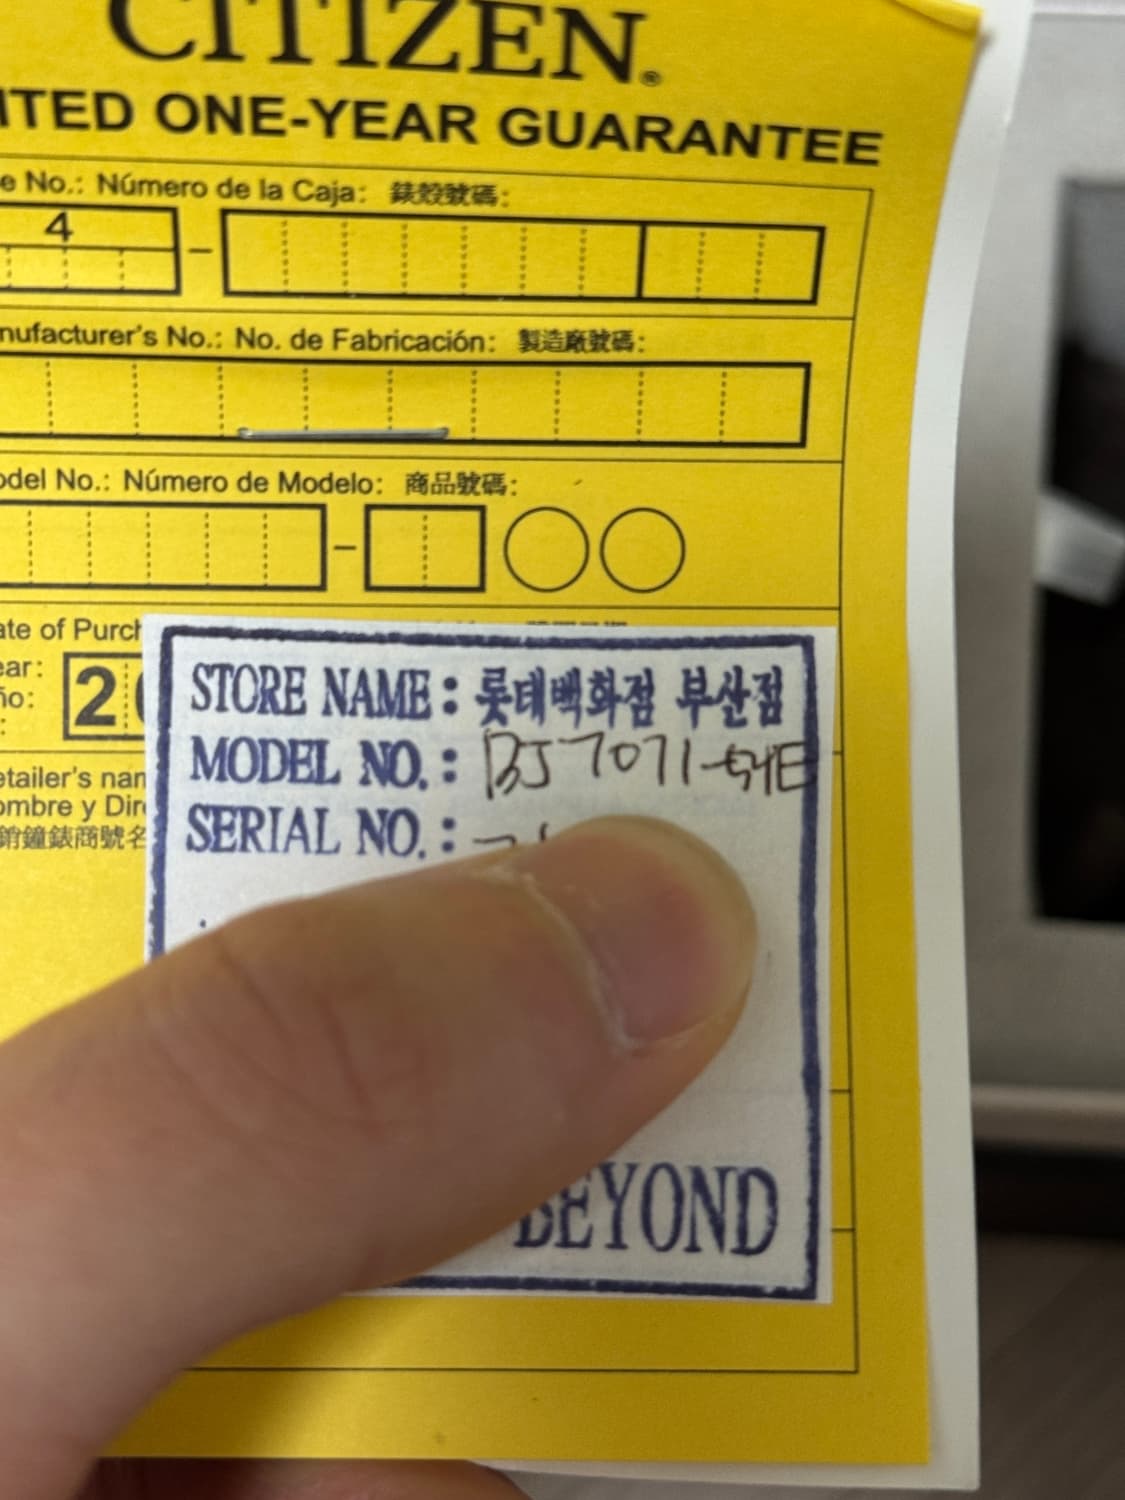 CITIZEN®
ITED ONE-YEAR GUARANTEE
e No.: Número de la Caja: 錶殼號碼:
4 –
nufacturer's No.: No. de Fabricación: 製造廠號碼:
odel No.: Número de Modelo: 商品號碼:
–
ate of Purch
ear: 2
ño:
:
STORE NAME: 롯데백화점 부산점
MODEL NO.: BJ7071-54E
SERIAL NO.:
etailer's nam
ombre y Dir
銷鐘錶商號名
BEYOND